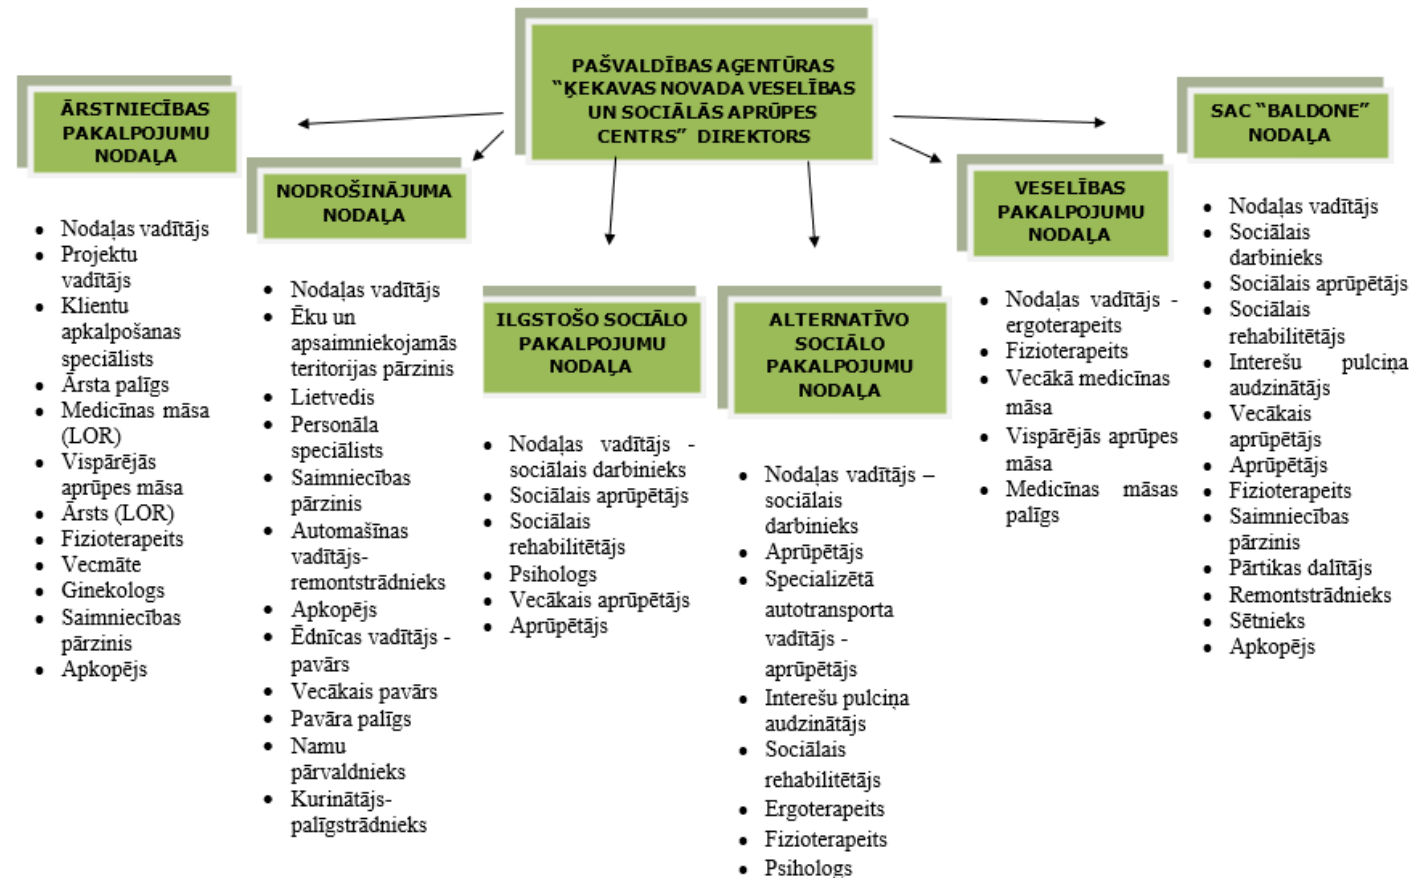 PAŠVALDĪBAS AĢENTŪRAS
“ĶEKAVAS NOVADA VESELĪBAS
UN SOCIĀLĀS APRŪPES
CENTRS” DIREKTORS
ĀRSTNIECĪBAS
PAKALPOJUMU
NODAĻA
• Nodaļas vadītājs
• Projektu
vadītājs
• Klientu
apkalpošanas
speciālists
• Ārsta palīgs
• Medicīnas māsa
(LOR)
• Vispārējās
aprūpes māsa
• Ārsts (LOR)
• Fizioterapeits
• Vecmāte
• Ginekologs
• Saimniecības
pārzinis
• Apkopējs
NODROŠINĀJUMA
NODAĻA
• Nodaļas vadītājs
• Ēku un
apsaimniekojamās
teritorijas pārzinis
• Lietvedis
• Personāla
speciālists
• Saimniecības
pārzinis
• Automašīnas
vadītājs-
remontstrādnieks
• Apkopējs
• Ēdnīcas vadītājs -
pavārs
• Vecākais pavārs
• Pavāra palīgs
• Namu
pārvaldnieks
• Kurinātājs-
palīgstrādnieks
ILGSTOŠO SOCIĀLO
PAKALPOJUMU
NODAĻA
• Nodaļas vadītājs -
sociālais darbinieks
• Sociālais aprūpētājs
• Sociālais
rehabilitētājs
• Psihologs
• Vecākais aprūpētājs
• Aprūpētājs
ALTERNATĪVO
SOCIĀLO
PAKALPOJUMU
NODAĻA
• Nodaļas vadītājs –
sociālais
darbinieks
• Aprūpētājs
• Specializētā
autotransporta
vadītājs -
aprūpētājs
• Interešu pulciņa
audzinātājs
• Sociālais
rehabilitētājs
• Ergoterapeits
• Fizioterapeits
• Psihologs
VESELĪBAS
PAKALPOJUMU
NODAĻA
• Nodaļas vadītājs -
ergoterapeits
• Fizioterapeits
• Vecākā medicīnas
māsa
• Vispārējās aprūpes
māsa
• Medicīnas māsas
palīgs
SAC “BALDONE”
NODAĻA
• Nodaļas vadītājs
• Sociālais
darbinieks
• Sociālais aprūpētājs
• Sociālais
rehabilitētājs
• Interešu pulciņa
audzinātājs
• Vecākais
aprūpētājs
• Aprūpētājs
• Fizioterapeits
• Saimniecības
pārzinis
• Pārtikas dalītājs
• Remontstrādnieks
• Sētnieks
• Apkopējs